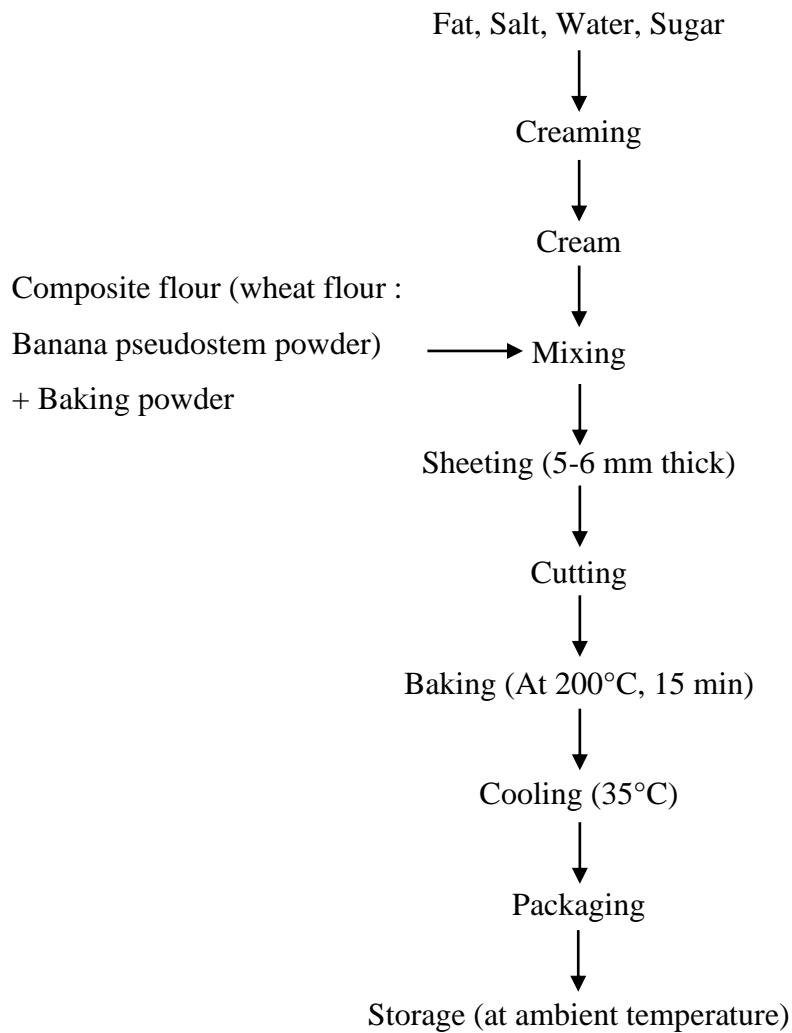 Fat, Salt, Water, Sugar
Creaming
Cream
Composite flour (wheat flour :
Banana pseudostem powder)
+ Baking powder
Mixing
Sheeting (5-6 mm thick)
Cutting
Baking (At 200°C, 15 min)
Cooling (35°C)
Packaging
Storage (at ambient temperature)